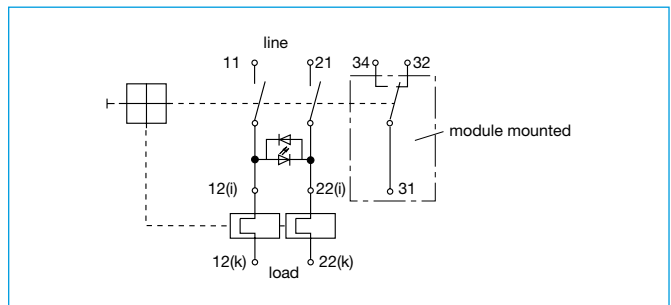 line
11 21 34 32
module mounted
12(i) 22(i) 31
12(k) 22(k)
load